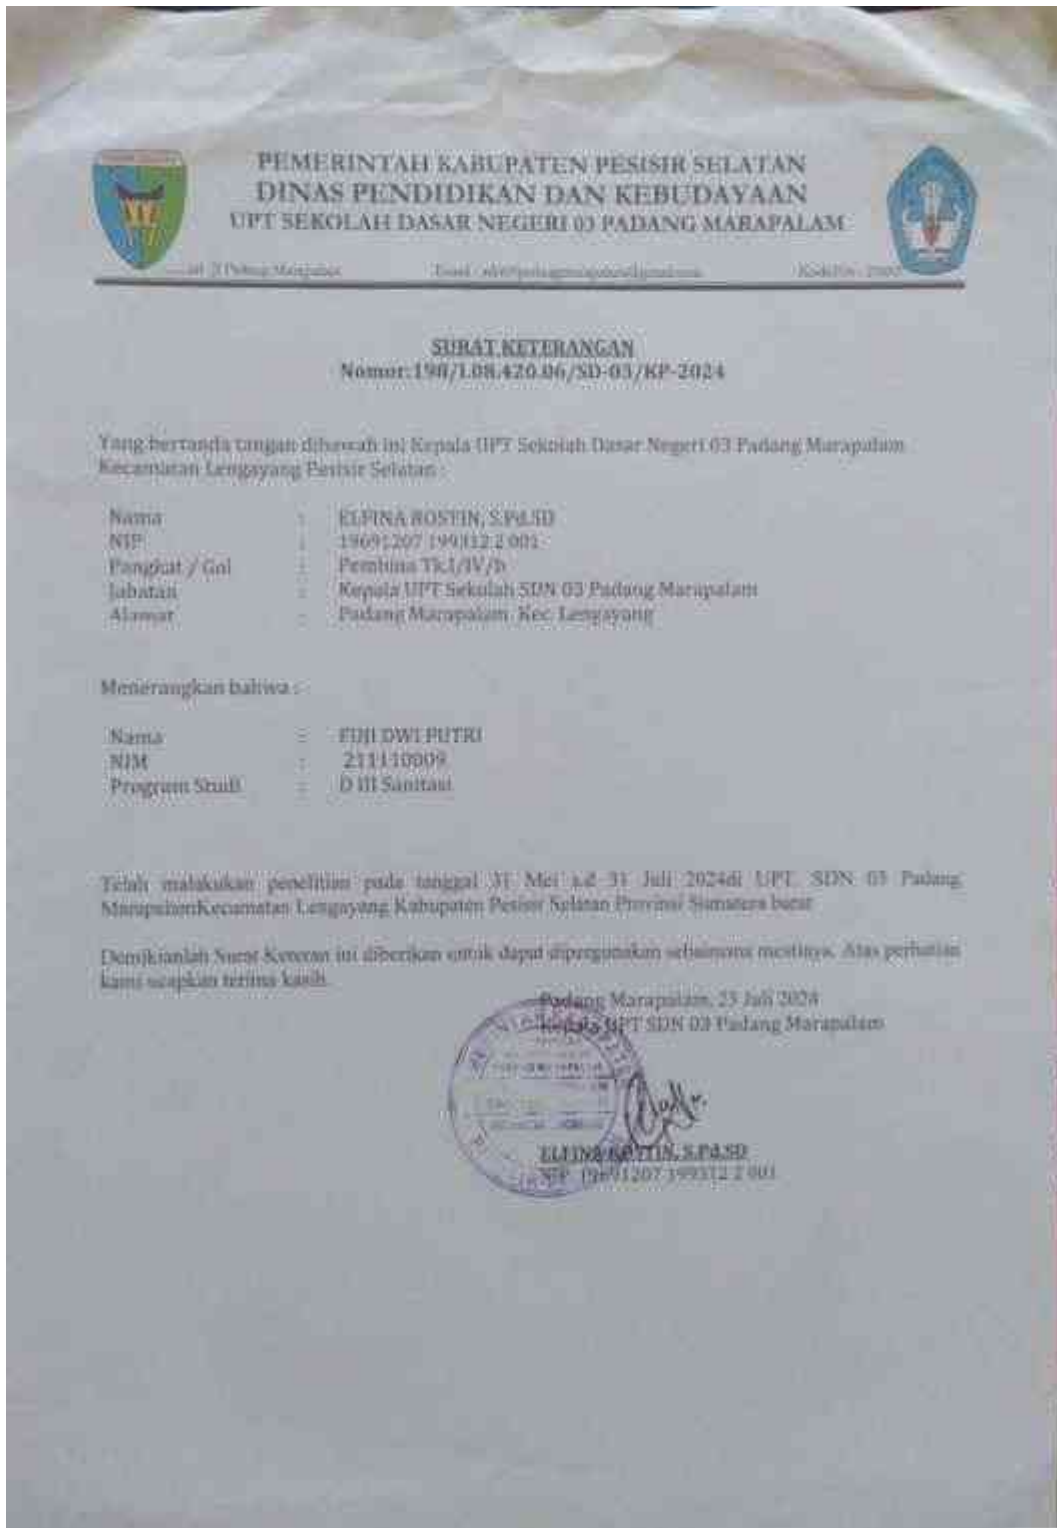 PEMERINTAH KABUPATEN PESISIR SELATAN
DINAS PENDIDIKAN DAN KEBUDAYAAN
UPT SEKOLAH DASAR NEGERI 03 PADANG MARAPALAM
Email :
SURAT KETERANGAN
Nomor:198/1.08.420.06/SD-03/KP-2024
Yang bertanda tangan dibawah ini Kepala UPT Sekolah Dasar Negeri 03 Padang Marapalam
Kecamatan Lengayang Pesisir Selatan :
Nama : ELFINA ROSTIN, S.Pd.SD
NIP : 19691207 199312 2 001
Pangkat / Gol : Pembina Tk.I/IV/b
Jabatan : Kepala UPT Sekolah SDN 03 Padang Marapalam
Alamat : Padang Marapalam Kec. Lengayang
Menerangkan bahwa :
Nama : FUJI DWI PUTRI
NIM : 211110009
Program Studi : D III Sanitasi
Telah malakukan penelitian pada tanggal 31 Mei s.d 31 Juli 2024di UPT. SDN 03 Padang
MarapalamKecamatan Lengayang Kabupaten Pesisir Selatan Provinsi Sumatera barat
Demikianlah Surat ini diberikan untuk dapat dipergunakan mestinya. Atas perhatian
kami ucapkan terima kasih.
Padang Marapalam, 23 Juli 2024
Kepala UPT SDN 03 Padang Marapalam
ELFINA ROSTIN, S.Pd.SD
NIP. 19691207 199312 2 001